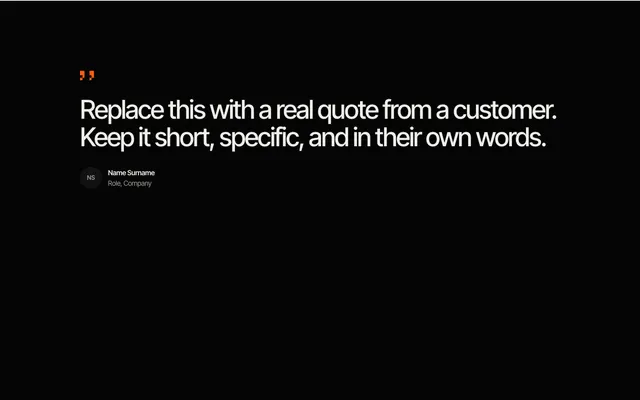 ”
Replace this with a real quote from a customer.
Keep it short, specific, and in their own words.
NS
Name Surname
Role, Company